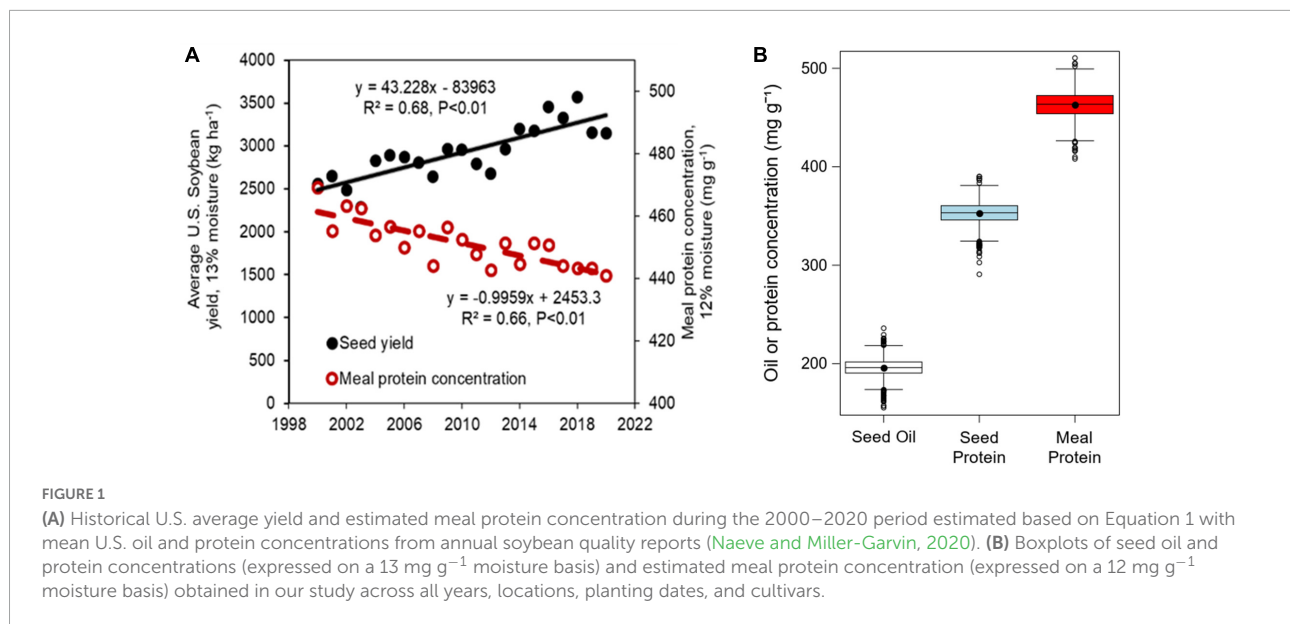 A
B
4000
3500
3000
2500
2000
1500
1000
500
0
Average U.S. Soybean
yield, 13% moisture (kg ha⁻¹)
y = 43.228x - 83963
R² = 0.68, P<0.01
y = -0.9959x + 2453.3
R² = 0.66, P<0.01
Seed yield
Meal protein concentration
500
480
460
440
420
400
Meal protein concentration,
12% moisture (mg g⁻¹)
1998 2002 2006 2010 2014 2018 2022
Oil or protein concentration (mg g⁻¹)
500
400
300
200
Seed Oil
Seed
Protein
Meal
Protein
FIGURE 1
(A) Historical U.S. average yield and estimated meal protein concentration during the 2000–2020 period estimated based on Equation 1 with
mean U.S. oil and protein concentrations from annual soybean quality reports (Naeve and Miller-Garvin, 2020). (B) Boxplots of seed oil and
protein concentrations (expressed on a 13 mg g⁻¹ moisture basis) and estimated meal protein concentration (expressed on a 12 mg g⁻¹
moisture basis) obtained in our study across all years, locations, planting dates, and cultivars.